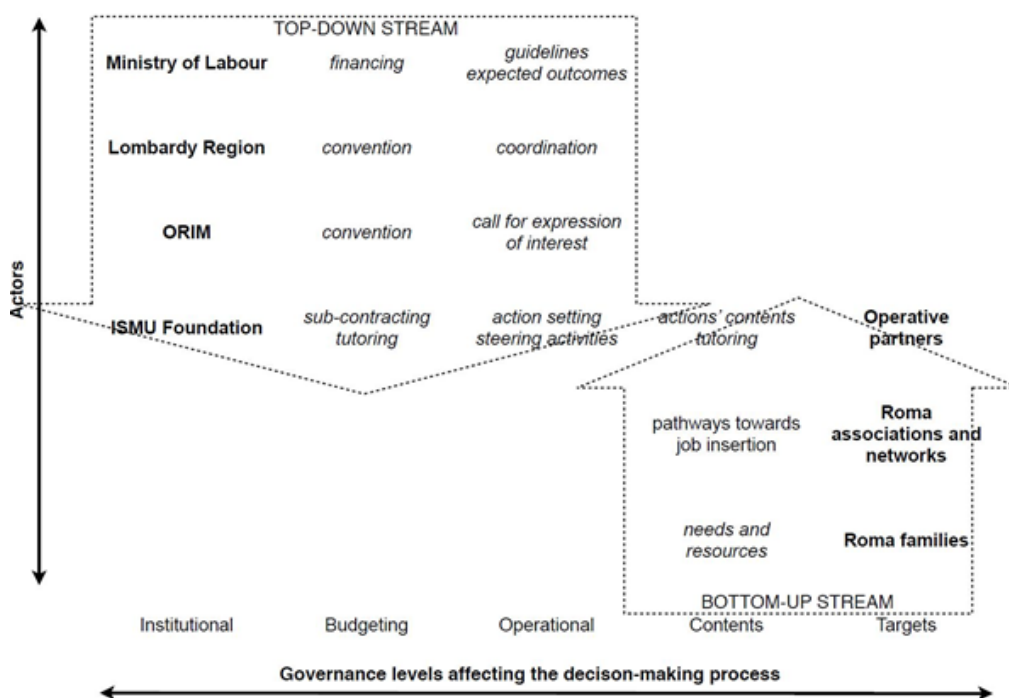 TOP-DOWN STREAM
Ministry of Labour financing guidelines
expected outcomes
Lombardy Region convention coordination
ORIM convention call for expression
of interest
Actors
ISMU Foundation sub-contracting action setting actions' contents Operative
tutoring steering activities tutoring partners
pathways towards Roma
job insertion associations and
networks
needs and Roma families
resources
BOTTOM-UP STREAM
Institutional Budgeting Operational Contents Targets
Governance levels affecting the decison-making process